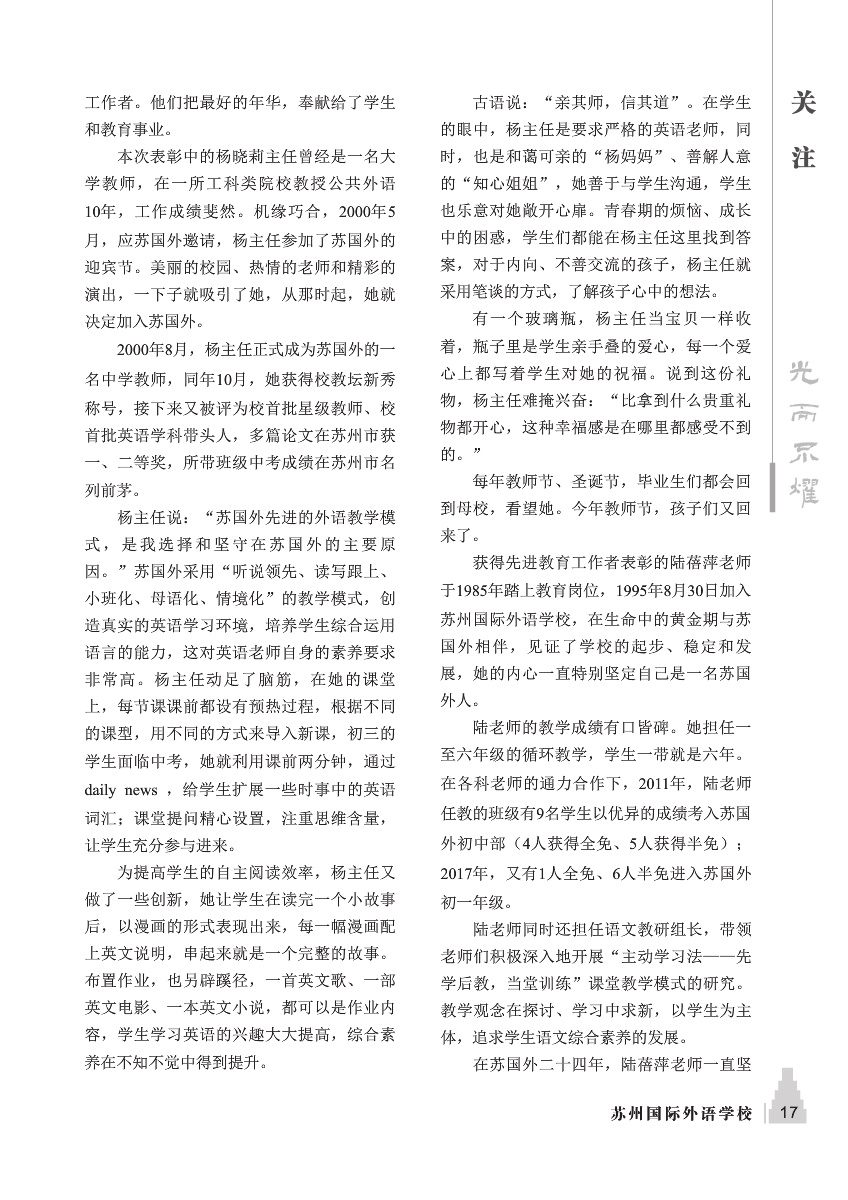 工作者。他们把最好的年华，奉献给了学生
和教育事业。
本次表彰中的杨晓莉主任曾经是一名大
学教师，在一所工科类院校教授公共外语
10年，工作成绩斐然。机缘巧合，2000年5
月，应苏国外邀请，杨主任参加了苏国外的
迎宾节。美丽的校园、热情的老师和精彩的
演出，一下子就吸引了她，从那时起，她就
决定加入苏国外。
2000年8月，杨主任正式成为苏国外的一
名中学教师，同年10月，她获得校教坛新秀
称号，接下来又被评为校首批星级教师、校
首批英语学科带头人，多篇论文在苏州市获
一、二等奖，所带班级中考成绩在苏州市名
列前茅。
杨主任说：“苏国外先进的外语教学模
式，是我选择和坚守在苏国外的主要原
因。”苏国外采用“听说领先、读写跟上、
小班化、母语化、情境化”的教学模式，创
造真实的英语学习环境，培养学生综合运用
语言的能力，这对英语老师自身的素养要求
非常高。杨主任动足了脑筋，在她的课堂
上，每节课课前都设有预热过程，根据不同
的课型，用不同的方式来导入新课，初三的
学生面临中考，她就利用课前两分钟，通过
daily news ，给学生扩展一些时事中的英语
词汇；课堂提问精心设置，注重思维含量，
让学生充分参与进来。
为提高学生的自主阅读效率，杨主任又
做了一些创新，她让学生在读完一个小故事
后，以漫画的形式表现出来，每一幅漫画配
上英文说明，串起来就是一个完整的故事。
布置作业，也另辟蹊径，一首英文歌、一部
英文电影、一本英文小说，都可以是作业内
容，学生学习英语的兴趣大大提高，综合素
养在不知不觉中得到提升。
古语说：“亲其师，信其道”。在学生
的眼中，杨主任是要求严格的英语老师，同
时，也是和蔼可亲的“杨妈妈”、善解人意
的“知心姐姐”，她善于与学生沟通，学生
也乐意对她敞开心扉。青春期的烦恼、成长
中的困惑，学生们都能在杨主任这里找到答
案，对于内向、不善交流的孩子，杨主任就
采用笔谈的方式，了解孩子心中的想法。
有一个玻璃瓶，杨主任当宝贝一样收
着，瓶子里是学生亲手叠的爱心，每一个爱
心上都写着学生对她的祝福。说到这份礼
物，杨主任难掩兴奋：“比拿到什么贵重礼
物都开心，这种幸福感是在哪里都感受不到
的。”
每年教师节、圣诞节，毕业生们都会回
到母校，看望她。今年教师节，孩子们又回
来了。
获得先进教育工作者表彰的陆蓓萍老师
于1985年踏上教育岗位，1995年8月30日加入
苏州国际外语学校，在生命中的黄金期与苏
国外相伴，见证了学校的起步、稳定和发
展，她的内心一直特别坚定自己是一名苏国
外人。
陆老师的教学成绩有口皆碑。她担任一
至六年级的循环教学，学生一带就是六年。
在各科老师的通力合作下，2011年，陆老师
任教的班级有9名学生以优异的成绩考入苏国
外初中部（4人获得全免、5人获得半免）；
2017年，又有1人全免、6人半免进入苏国外
初一年级。
陆老师同时还担任语文教研组长，带领
老师们积极深入地开展“主动学习法——先
学后教，当堂训练”课堂教学模式的研究。
教学观念在探讨、学习中求新，以学生为主
体，追求学生语文综合素养的发展。
在苏国外二十四年，陆蓓萍老师一直坚
关注
光而不耀
苏州国际外语学校 17